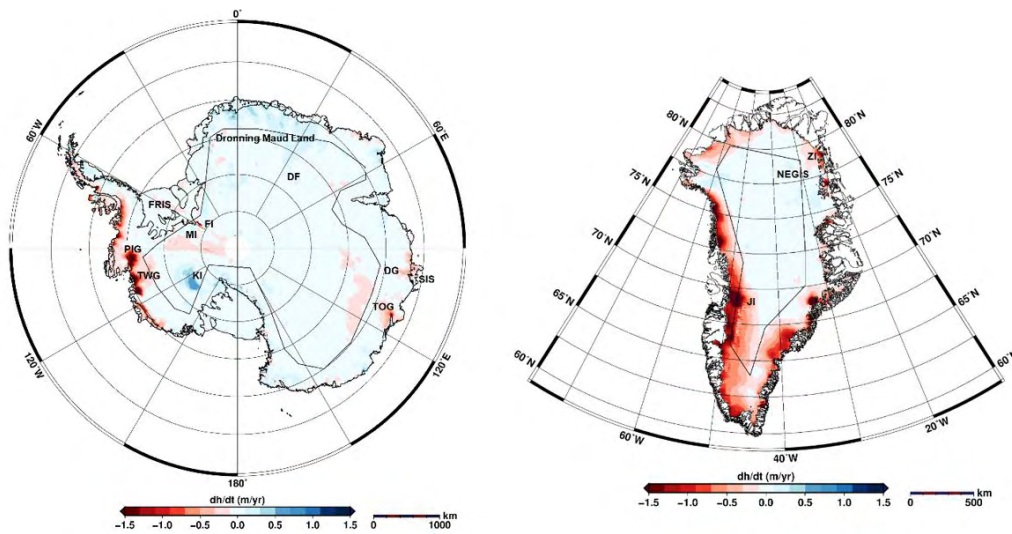 0°
60°W
60°E
Dronning Maud Land
DF
FRIS
FI
MI
PIG
TWG
KI
DG
SIS
TOG
120°W
120°E
180°
dh/dt (m/yr)
−1.5 −1.0 −0.5 0.0 0.5 1.0 1.5
km
0 1000
80°N
80°N
ZI
NEGIS
75°N
75°N
70°N
70°N
JI
65°N
65°N
60°N
60°N
60°W
20°W
40°W
dh/dt (m/yr)
−1.5 −1.0 −0.5 0.0 0.5 1.0 1.5
km
0 500